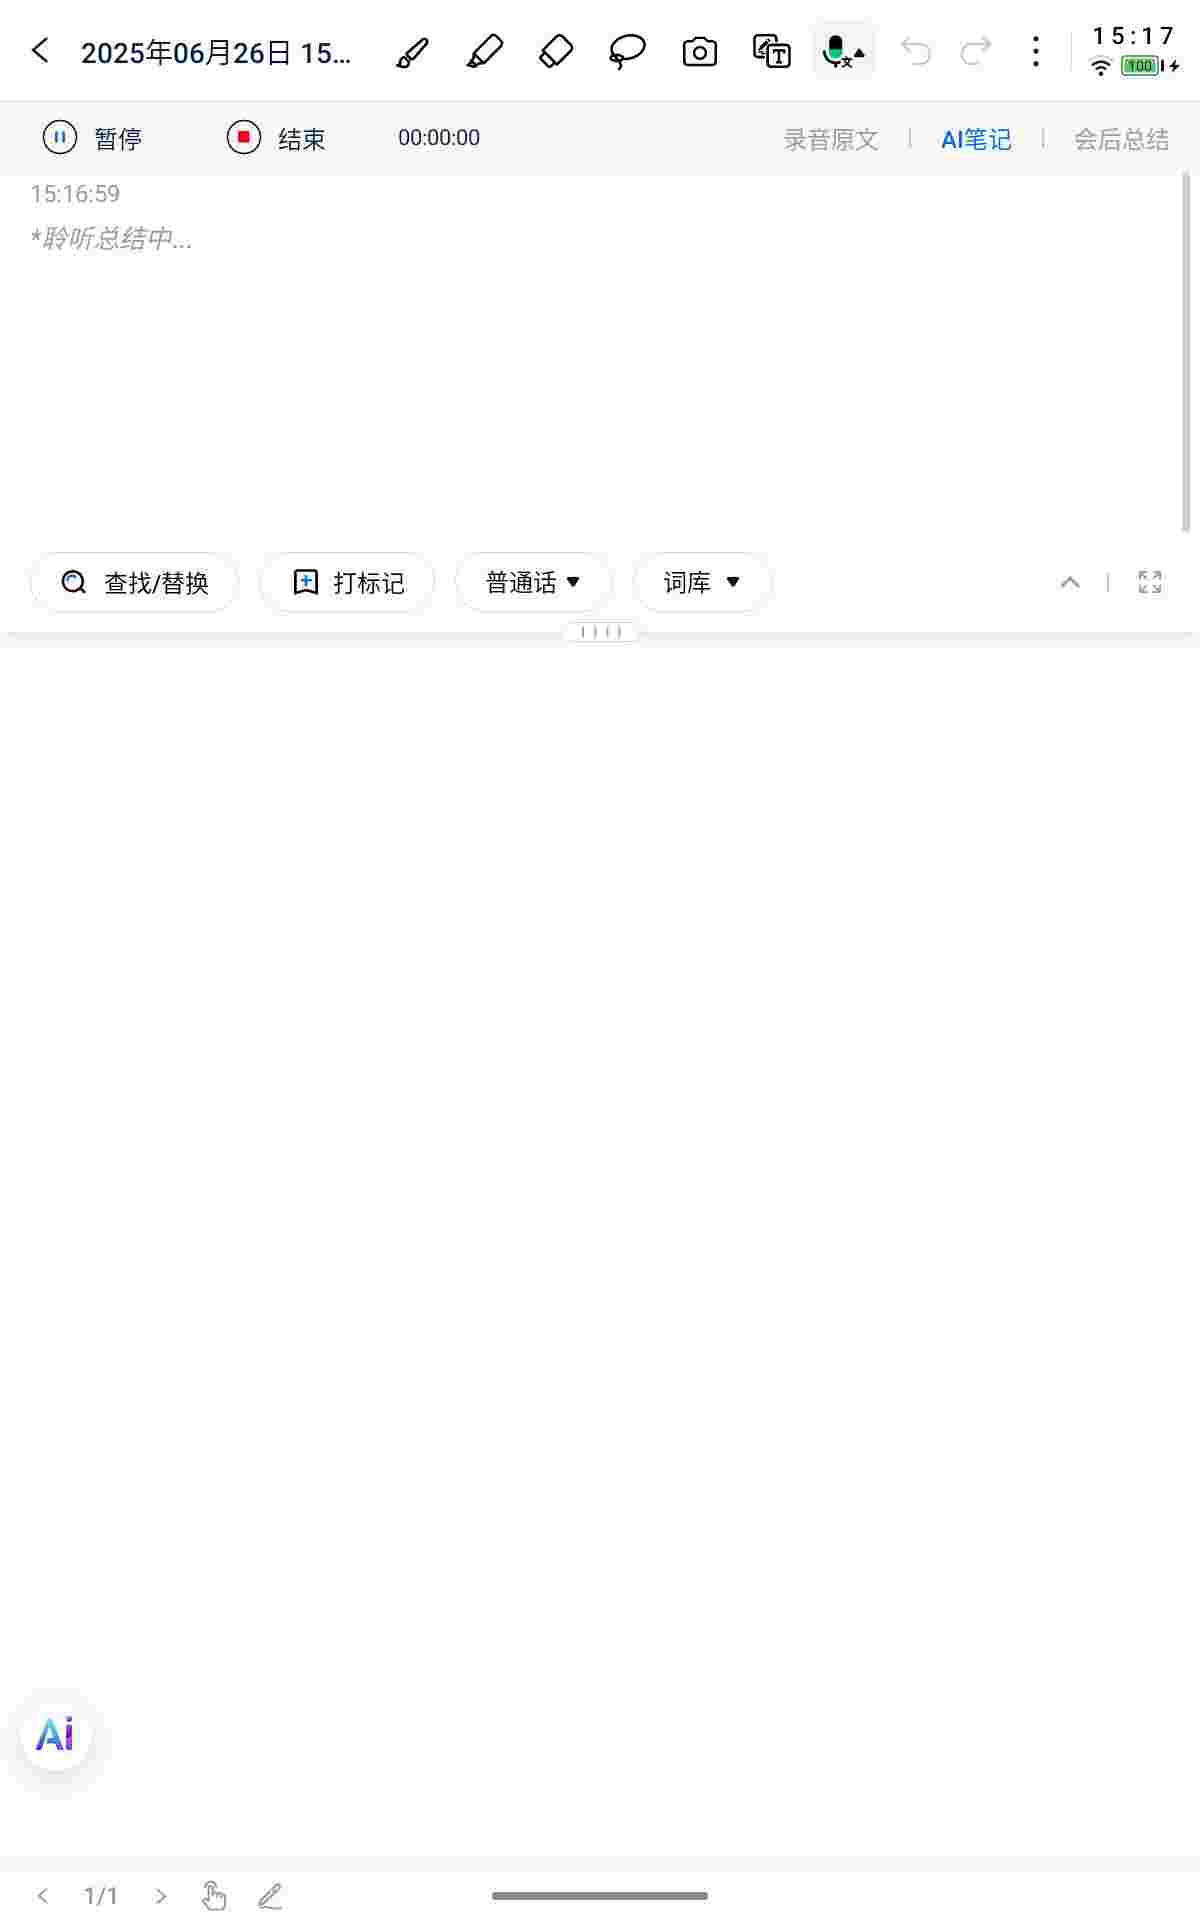 2025年06月26日 15...
15:17
100
暂停
结束
00:00:00
录音原文
AI笔记
会后总结
15:16:59
*聆听总结中...
查找/替换
打标记
普通话
词库
Ai
1/1